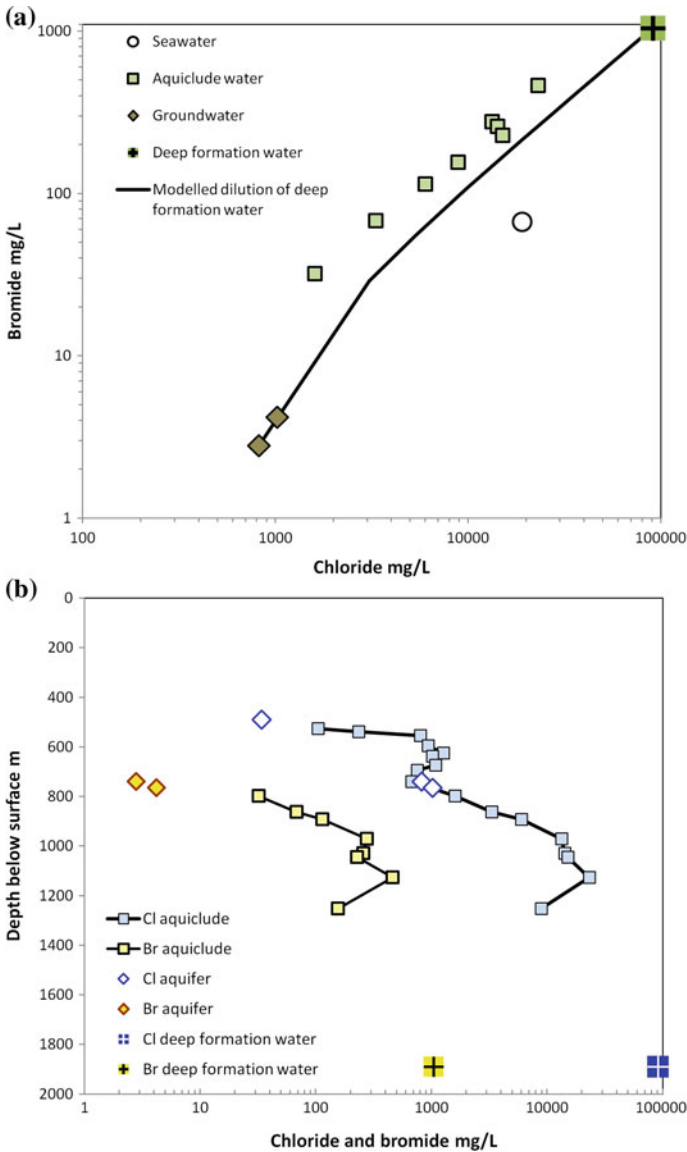 (a)
1000
100
10
1
Bromide mg/L
Seawater
Aquiclude water
Groundwater
Deep formation water
Modelled dilution of deep
formation water
100
1000
10000
100000
Chloride mg/L
(b)
0
200
400
600
800
1000
1200
1400
1600
1800
2000
Depth below surface m
Cl aquiclude
Br aquiclude
Cl aquifer
Br aquifer
Cl deep formation water
Br deep formation water
1
10
100
1000
10000
100000
Chloride and bromide mg/L